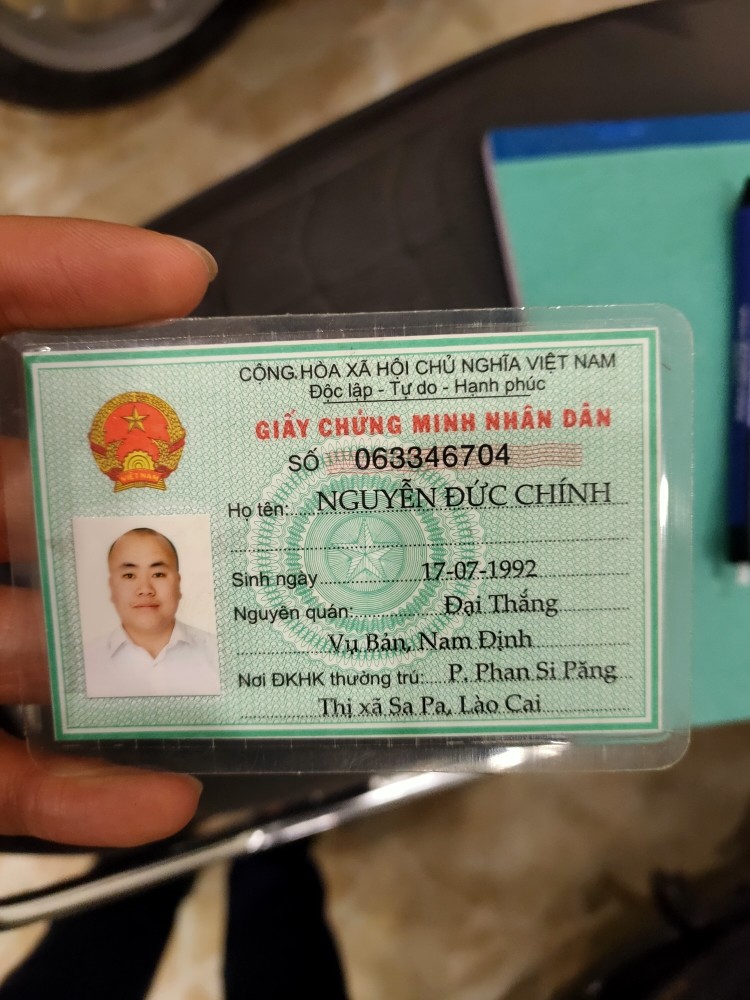 CỘNG HÒA XÃ HỘI CHỦ NGHĨA VIỆT NAM
Độc lập - Tự do - Hạnh phúc
GIẤY CHỨNG MINH NHÂN DÂN
SỐ 063346704
Họ tên: NGUYỄN ĐỨC CHÍNH
Sinh ngày 17-07-1992
Nguyên quán: Đại Thắng
Vụ Bản, Nam Định
Nơi ĐKHK thường trú: P. Phan Si Păng
Thị xã Sa Pa, Lào Cai
VIỆT NAM